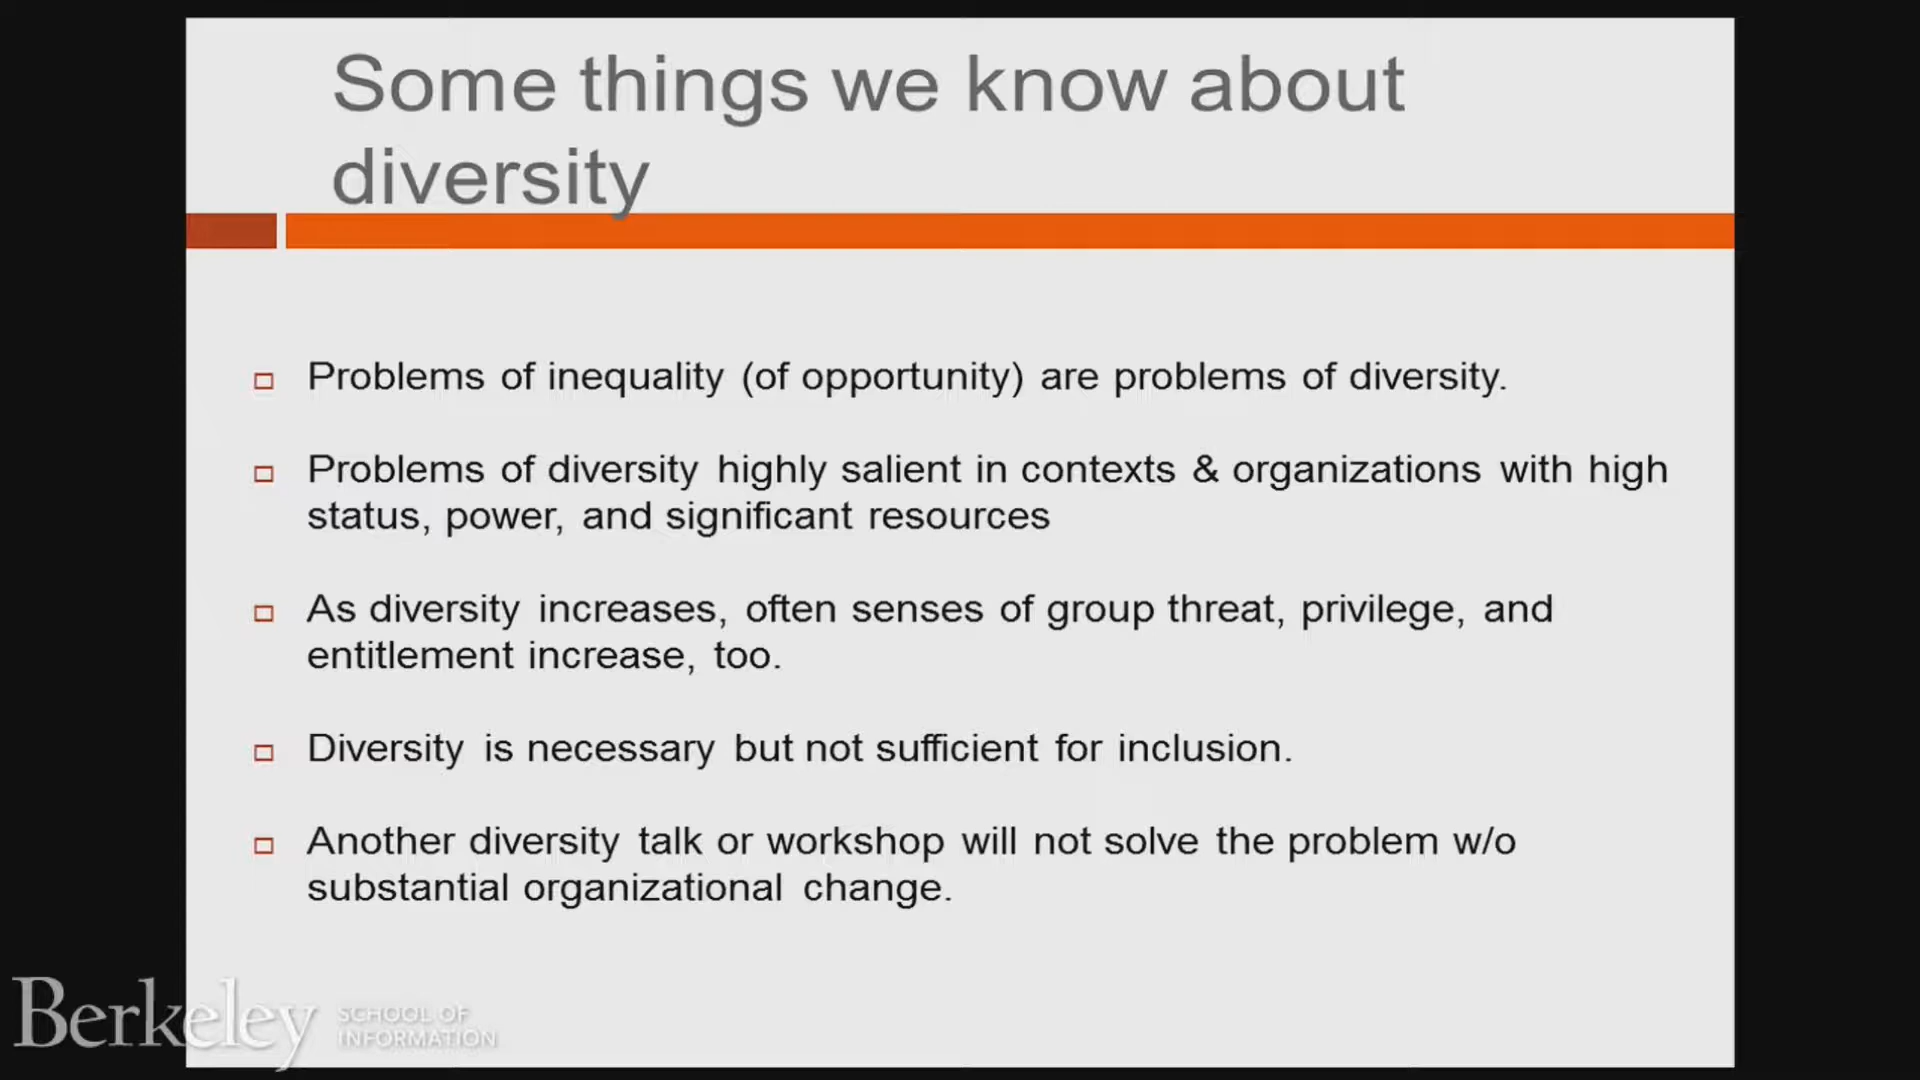 Some things we know about
diversity
Problems of inequality (of opportunity) are problems of diversity.
Problems of diversity highly salient in contexts & organizations with high
status, power, and significant resources
As diversity increases, often senses of group threat, privilege, and
entitlement increase, too.
Diversity is necessary but not sufficient for inclusion.
Another diversity talk or workshop will not solve the problem w/o
substantial organizational change.
Berkeley
SCHOOL OF
INFORMATION